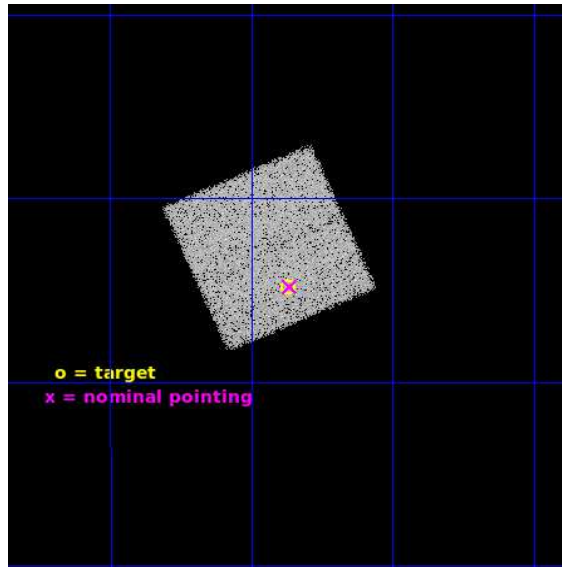 o = target
x = nominal pointing